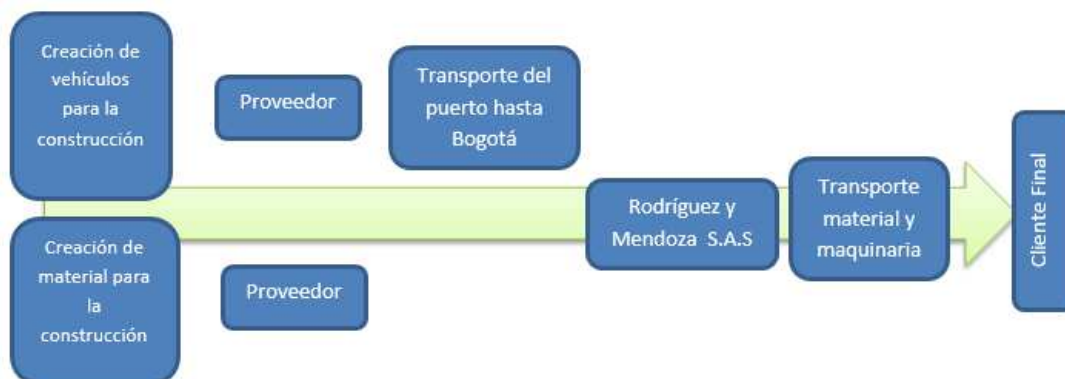 Creación de
vehículos
para la
construcción
Proveedor
Transporte del
puerto hasta
Bogotá
Creación de
material para
la
construcción
Proveedor
Rodríguez y
Mendoza S.A.S
Transporte
material y
maquinaria
Cliente Final